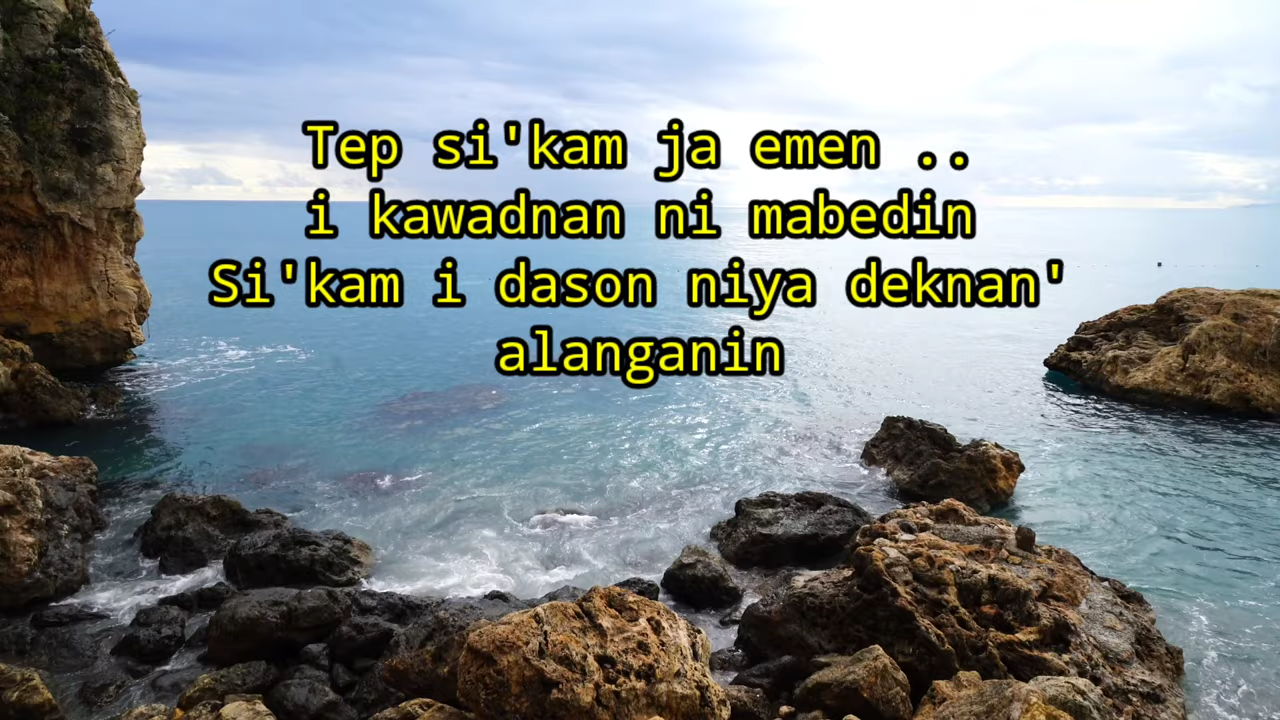 Tep si'kam ja emen ..
i kawadnan ni mabedin
Si'kam i dason niya deknan'
alanganin